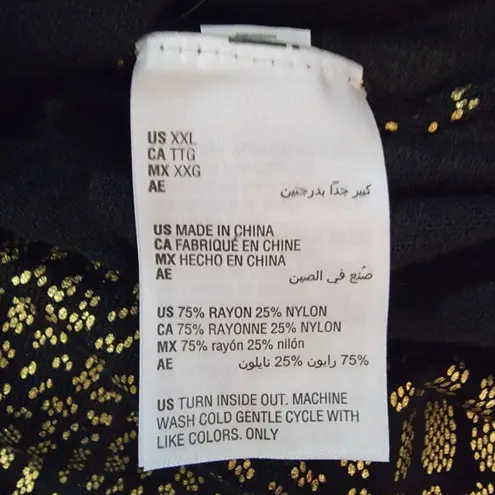 US XXL
CA TTG
MX XXG
AE كبير جدًا بدرجتين
US MADE IN CHINA
CA FABRIQUÉ EN CHINE
MX HECHO EN CHINA
AE صُنع في الصين
US 75% RAYON 25% NYLON
CA 75% RAYONNE 25% NYLON
MX 75% rayón 25% nilón
AE 75% رايون 25% نايلون
US TURN INSIDE OUT. MACHINE
WASH COLD GENTLE CYCLE WITH
LIKE COLORS. ONLY